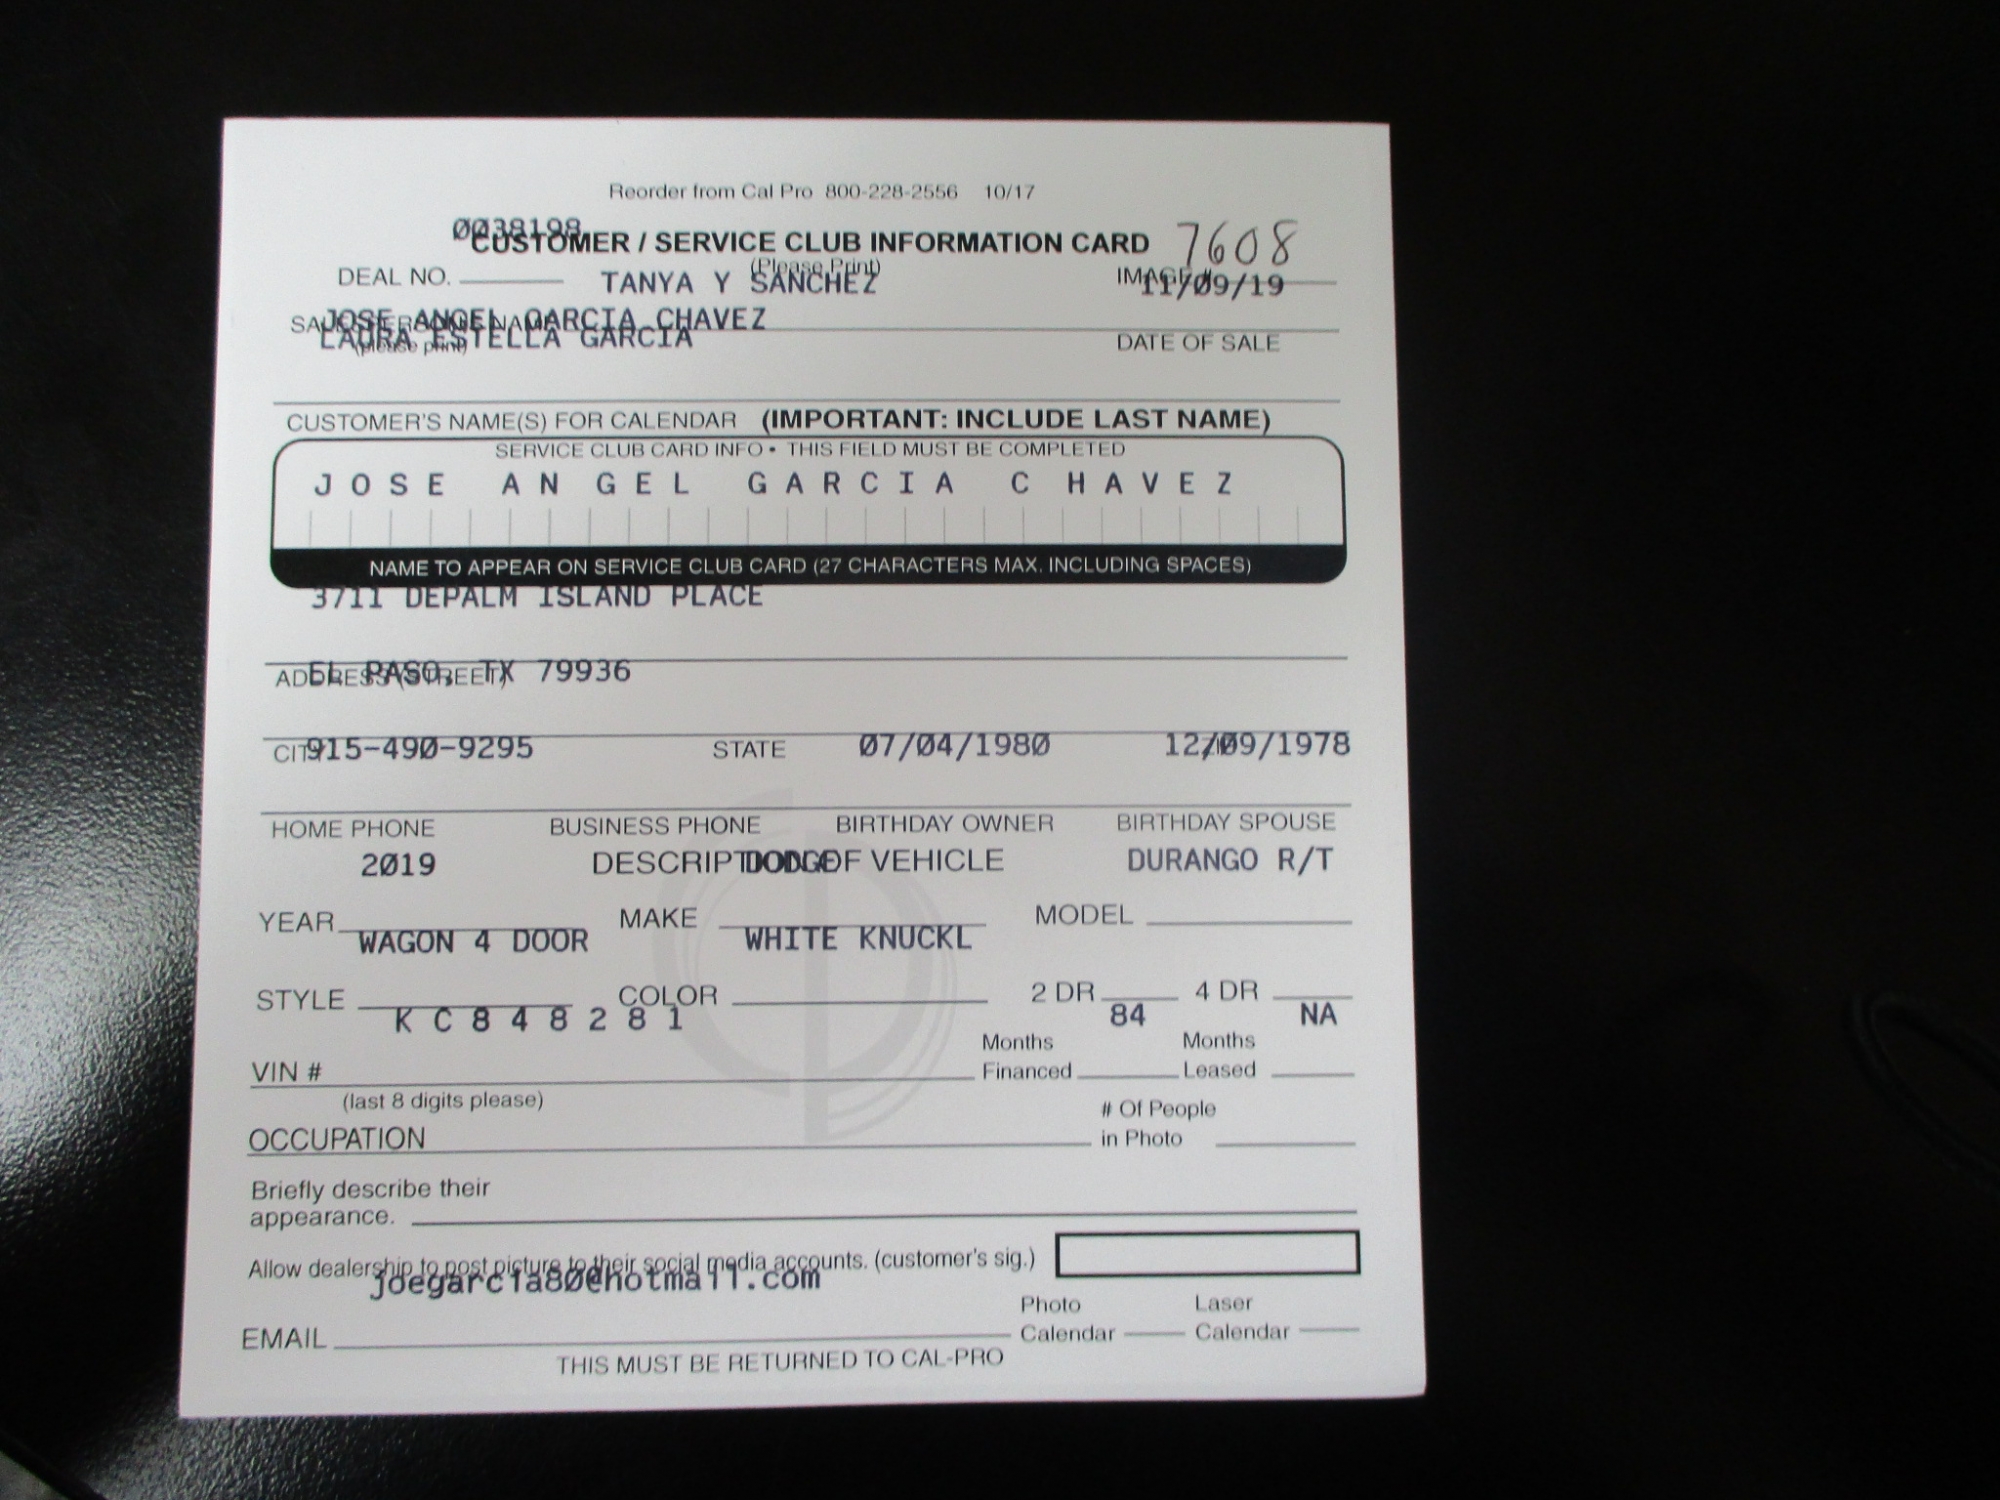 Reorder from Cal Pro 800-228-2556 10/17
0038198
CUSTOMER / SERVICE CLUB INFORMATION CARD 7608
(Please Print)
DEAL NO. TANYA Y SANCHEZ IMAGE # 11/09/19
JOSE ANGEL GARCIA CHAVEZ
LAURA ESTELLA GARCIA
(please print) DATE OF SALE
CUSTOMER'S NAME(S) FOR CALENDAR (IMPORTANT: INCLUDE LAST NAME)
SERVICE CLUB CARD INFO • THIS FIELD MUST BE COMPLETED
JOSE ANGEL GARCIA CHAVEZ
NAME TO APPEAR ON SERVICE CLUB CARD (27 CHARACTERS MAX. INCLUDING SPACES)
3711 DEPALM ISLAND PLACE
EL PASO, TX 79936
ADDRESS (STREET)
CITY 915-490-9295 STATE 07/04/1980 12/09/1978
HOME PHONE BUSINESS PHONE BIRTHDAY OWNER BIRTHDAY SPOUSE
2019 DESCRIPTION OF VEHICLE DODGE DURANGO R/T
YEAR MAKE MODEL
WAGON 4 DOOR WHITE KNUCKL
STYLE COLOR 2 DR 4 DR
KC848281 84 NA
Months Financed Months Leased
VIN #
(last 8 digits please)
# Of People in Photo
OCCUPATION
Briefly describe their
appearance.
Allow dealership to post picture to their social media accounts. (customer's sig.)
joegarcia80@hotmail.com
Photo Calendar Laser Calendar
EMAIL
THIS MUST BE RETURNED TO CAL-PRO